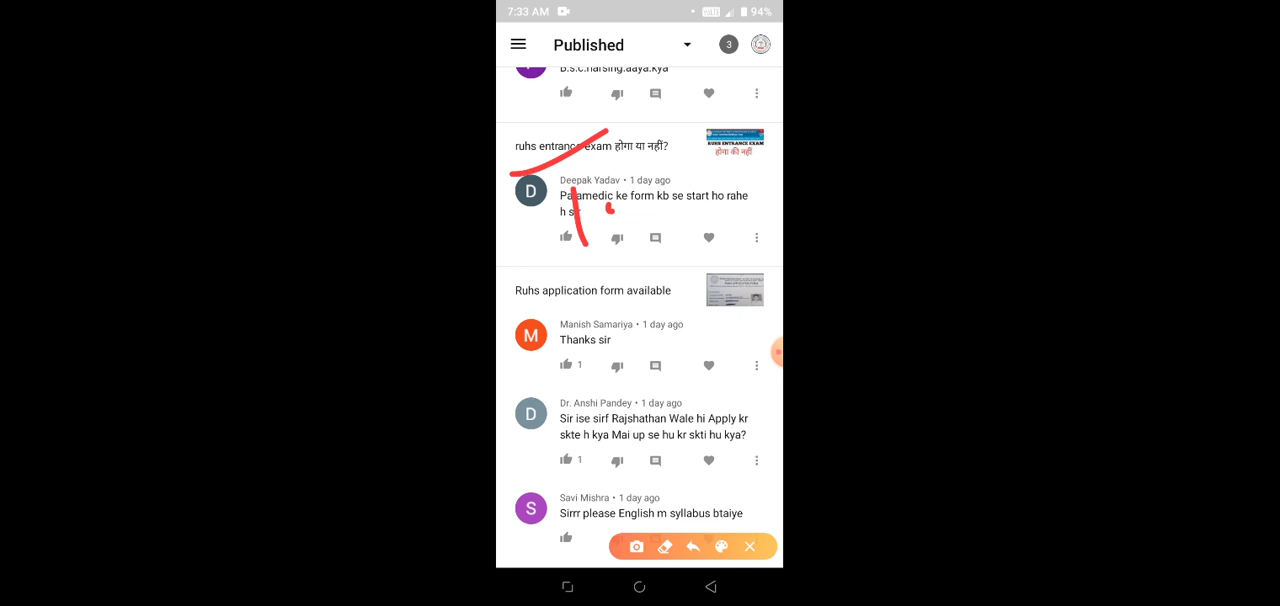 7:33 AM
94%
Published
3
B.s.c.narsing.aaya.kya
ruhs entrance exam होगा या नहीं?
RUHS ENTRANCE EXAM
होगा की नहीं
D
Deepak Yadav • 1 day ago
Paramedic ke form kb se start ho rahe
h sir
Ruhs application form available
M
Manish Samariya • 1 day ago
Thanks sir
1
D
Dr. Anshi Pandey • 1 day ago
Sir ise sirf Rajshathan Wale hi Apply kr
skte h kya Mai up se hu kr skti hu kya?
1
S
Savi Mishra • 1 day ago
Sirrr please English m syllabus btaiye